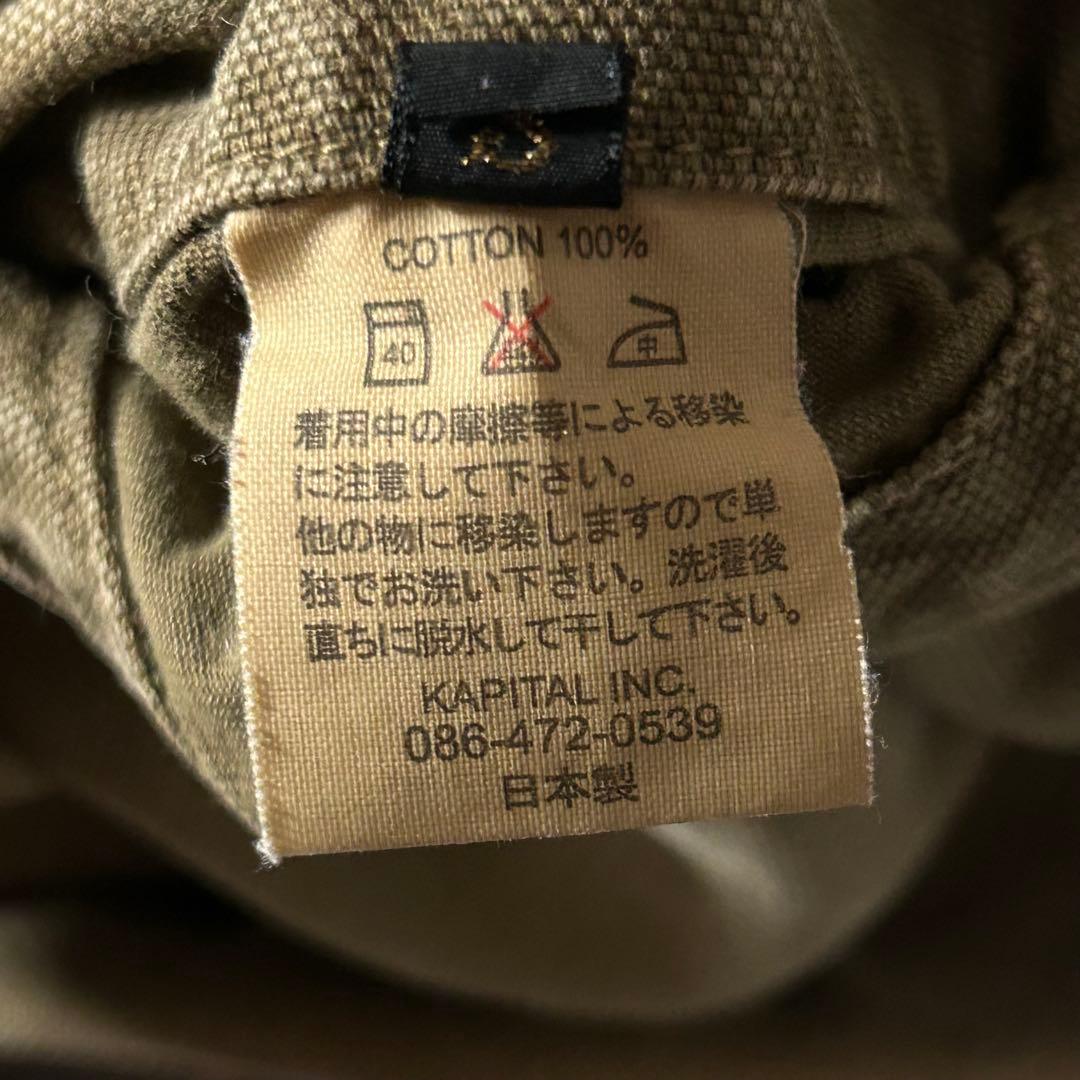 COTTON 100%
40 中
着用中の摩擦等による移染
に注意して下さい。
他の物に移染しますので単
独でお洗い下さい。洗濯後
直ちに脱水して干して下さい。
KAPITAL INC.
086-472-0539
日本製